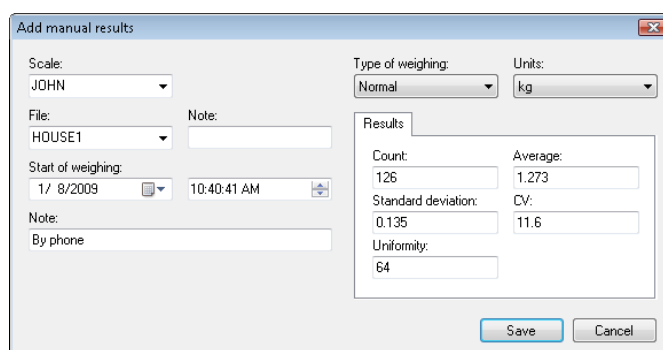 Add manual results
Scale:
JOHN
File:
Note:
HOUSE1
Start of weighing:
1/ 8/2009
10:40:41 AM
Note:
By phone
Type of weighing:
Units:
Normal
kg
Results
Count:
Average:
126
1.273
Standard deviation:
CV:
0.135
11.6
Uniformity:
64
Save
Cancel